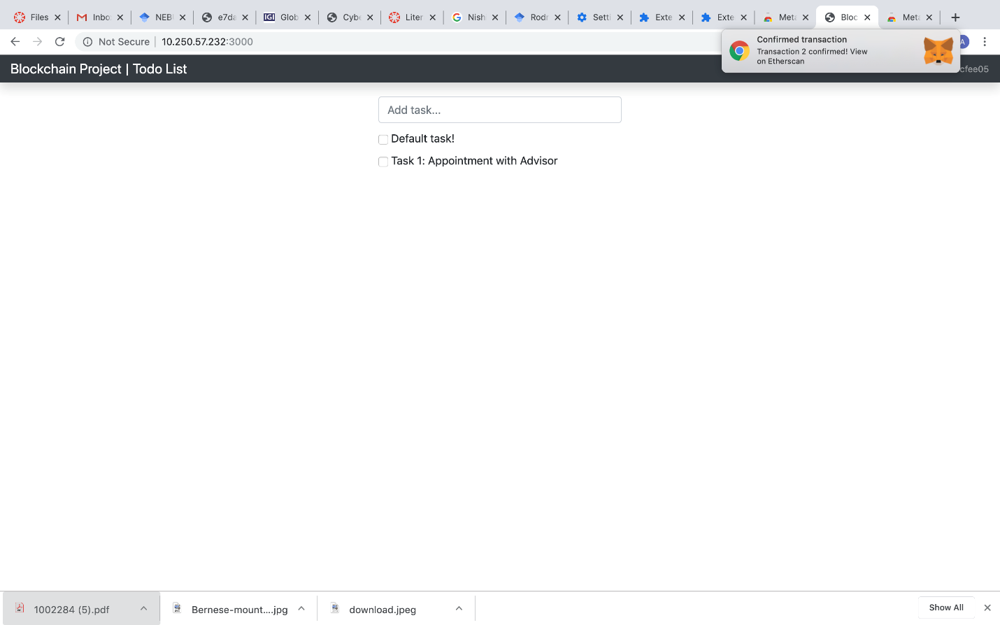 Files Inbo NEB e7da IGI Glob Cybe Liter Nish Rodr Setti Exte Exte Meta Bloc Meta
Not Secure 10.250.57.232:3000
Confirmed transaction
Transaction 2 confirmed! View
on Etherscan
A
Blockchain Project | Todo List
cfee05
Add task...
Default task!
Task 1: Appointment with Advisor
1002284 (5).pdf Bernese-mount....jpg download.jpeg Show All